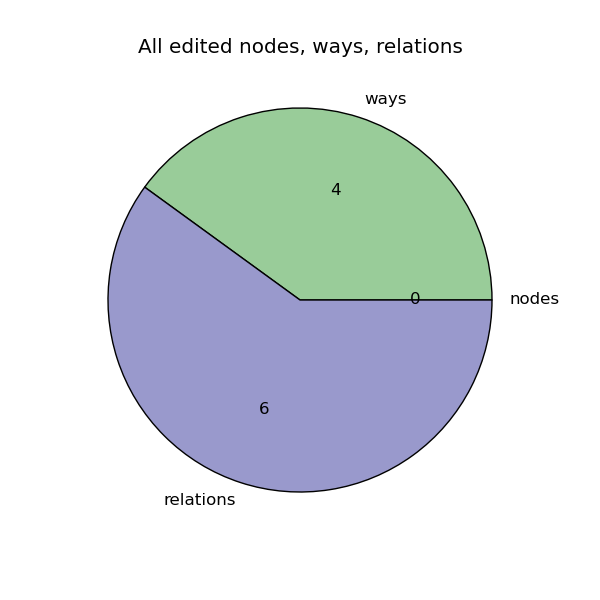 All edited nodes, ways, relations
ways
4
0
nodes
6
relations